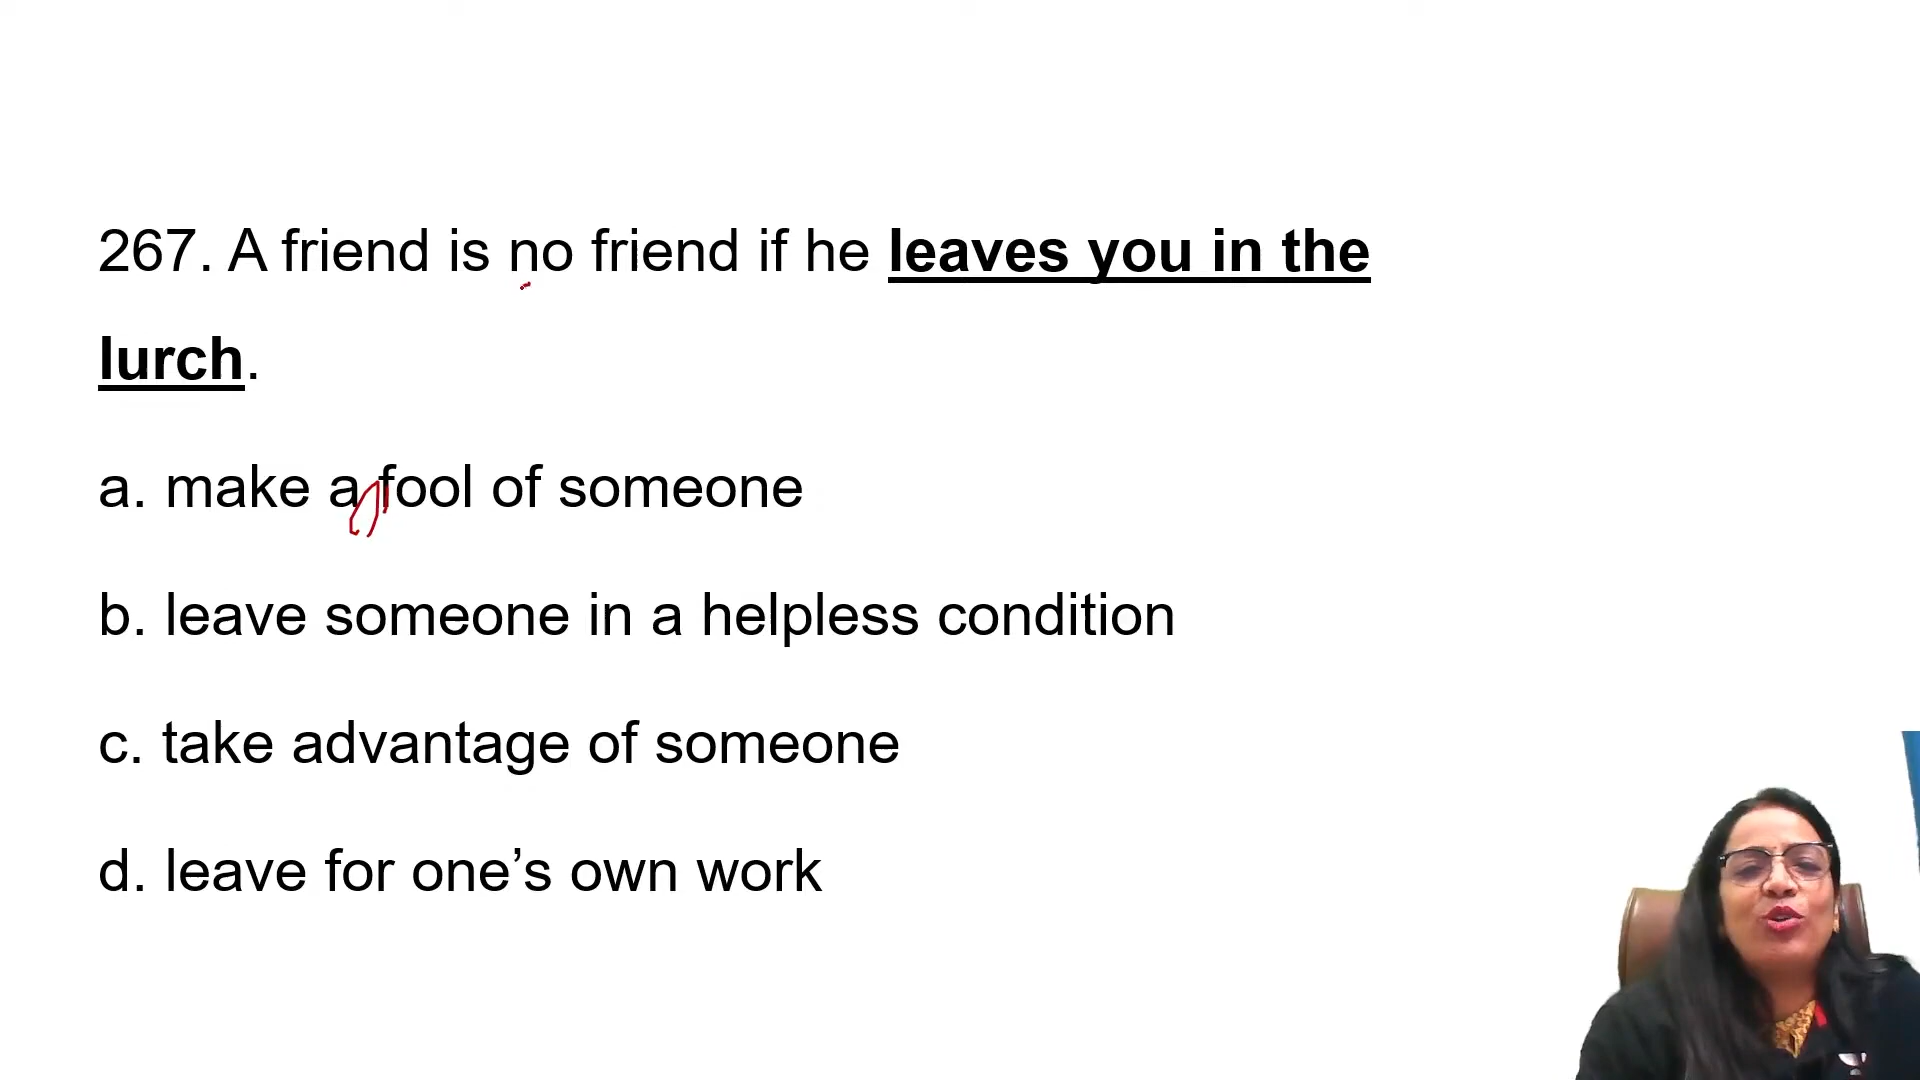 267. A friend is no friend if he leaves you in the
lurch.
a. make a fool of someone
b. leave someone in a helpless condition
c. take advantage of someone
d. leave for one’s own work